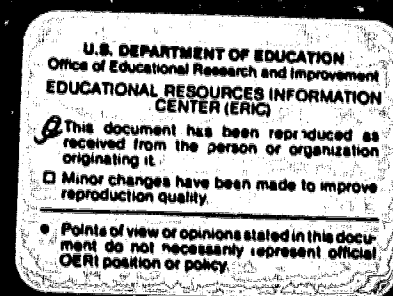 U.S. DEPARTMENT OF EDUCATION
Office of Educational Research and Improvement
EDUCATIONAL RESOURCES INFORMATION
CENTER (ERIC)
This document has been reproduced as
received from the person or organization
originating it.
□ Minor changes have been made to improve
reproduction quality.
• Points of view or opinions stated in this docu-
ment do not necessarily represent official
OERI position or policy.